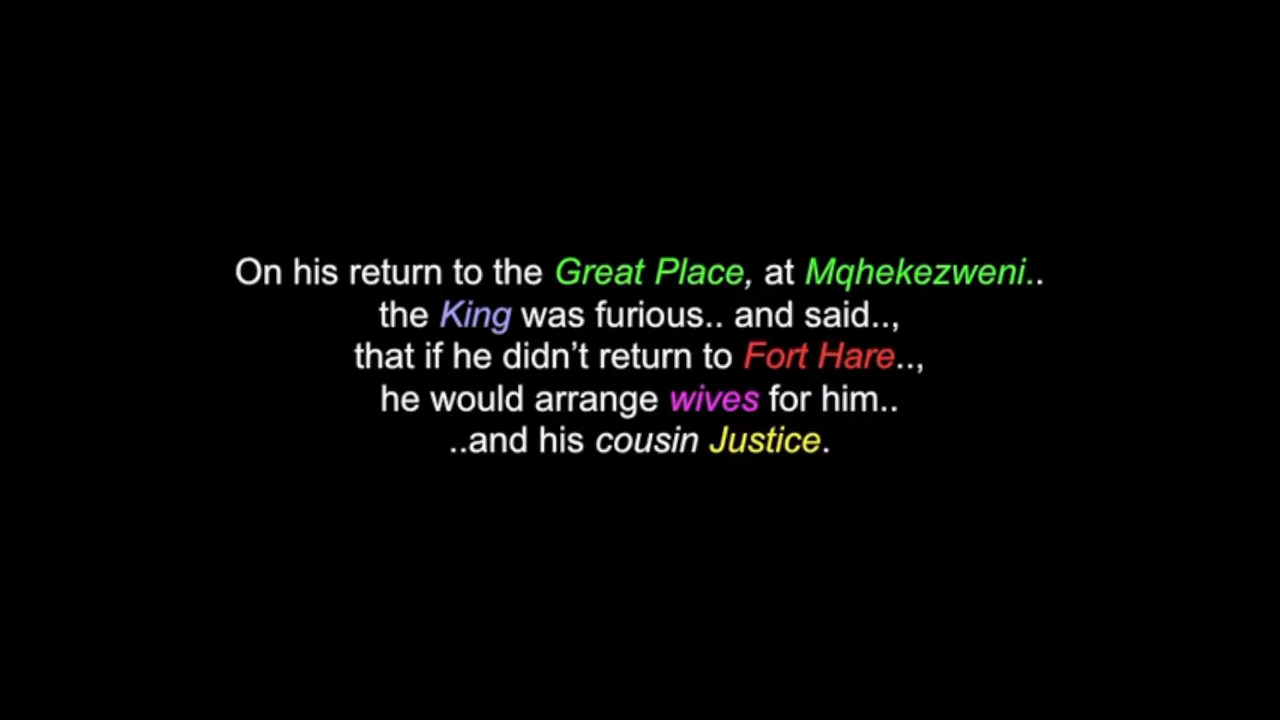 On his return to the Great Place, at Mqhekezweni..
the King was furious.. and said..,
that if he didn’t return to Fort Hare..,
he would arrange wives for him..
..and his cousin Justice.